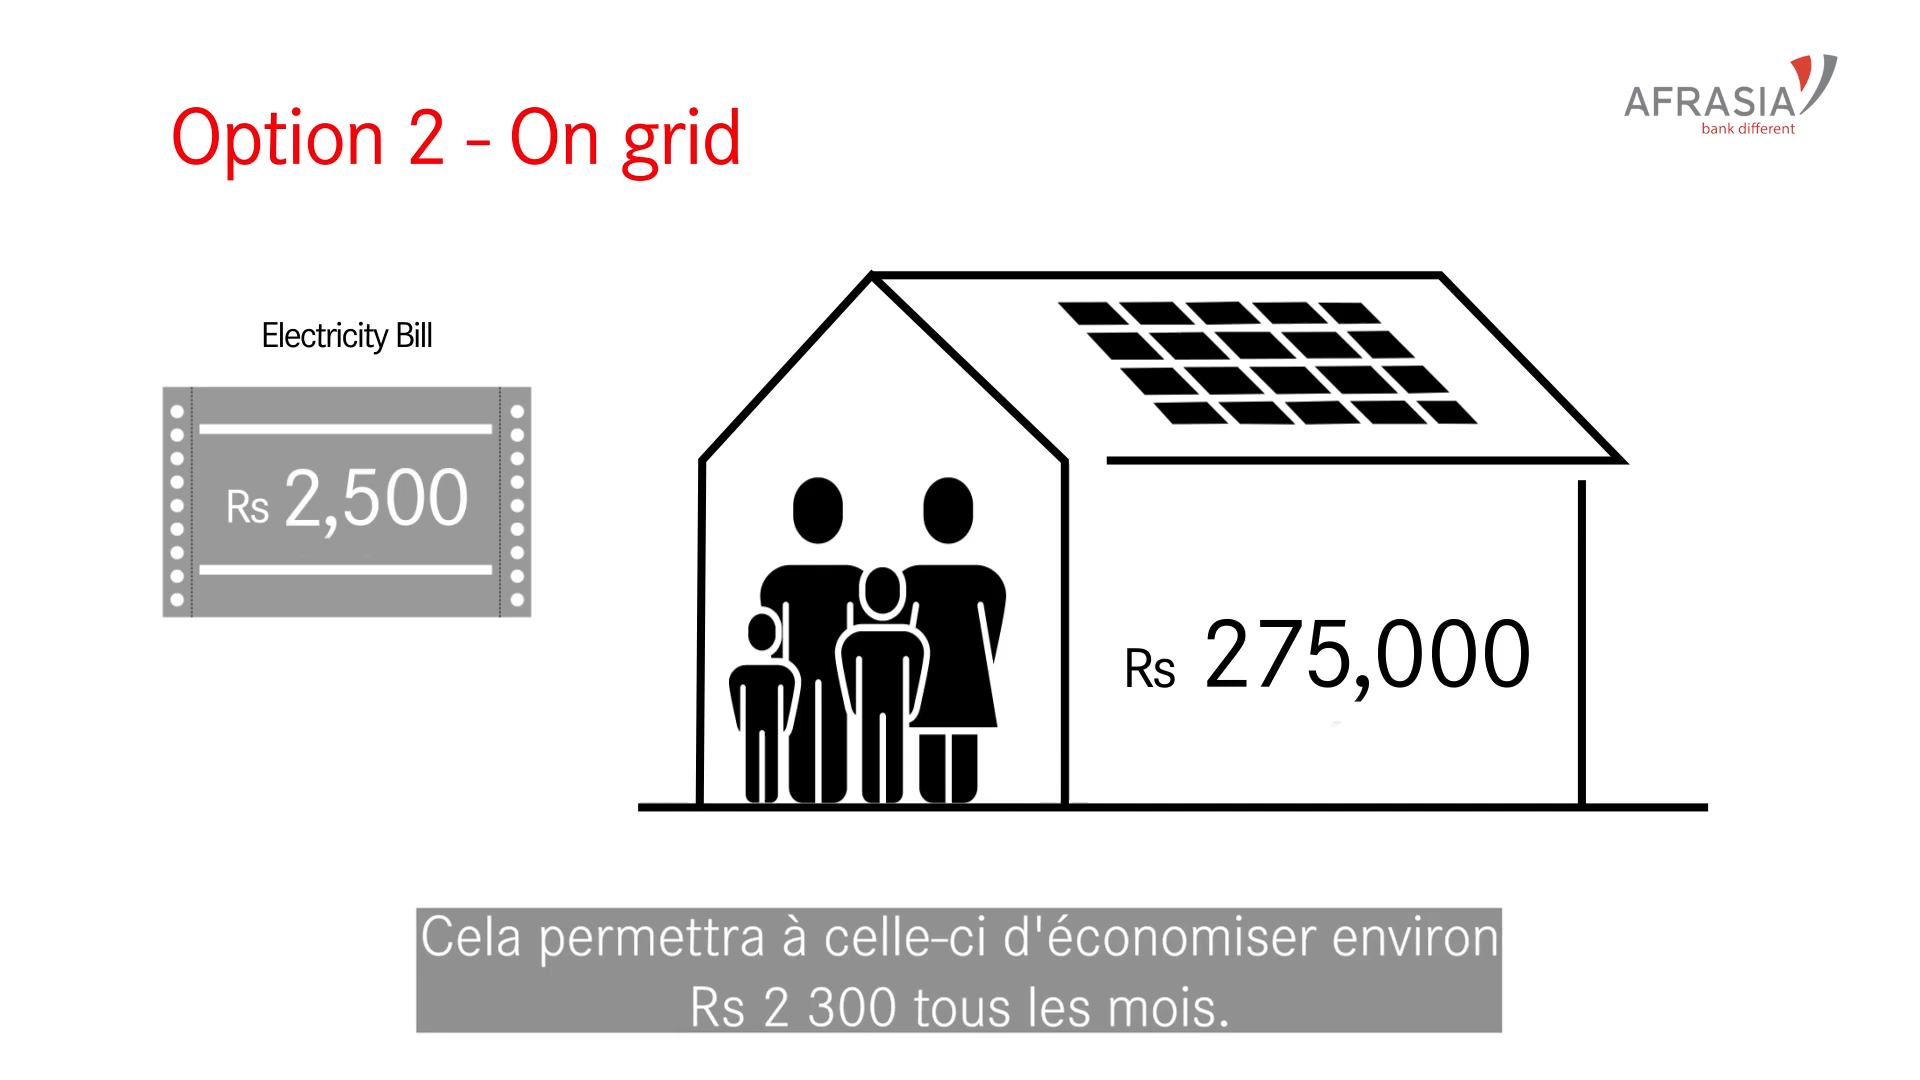 AFRASIA
bank different
Option 2 - On grid
Electricity Bill
Rs 2,500
Rs 275,000
Cela permettra à celle-ci d'économiser environ
Rs 2 300 tous les mois.